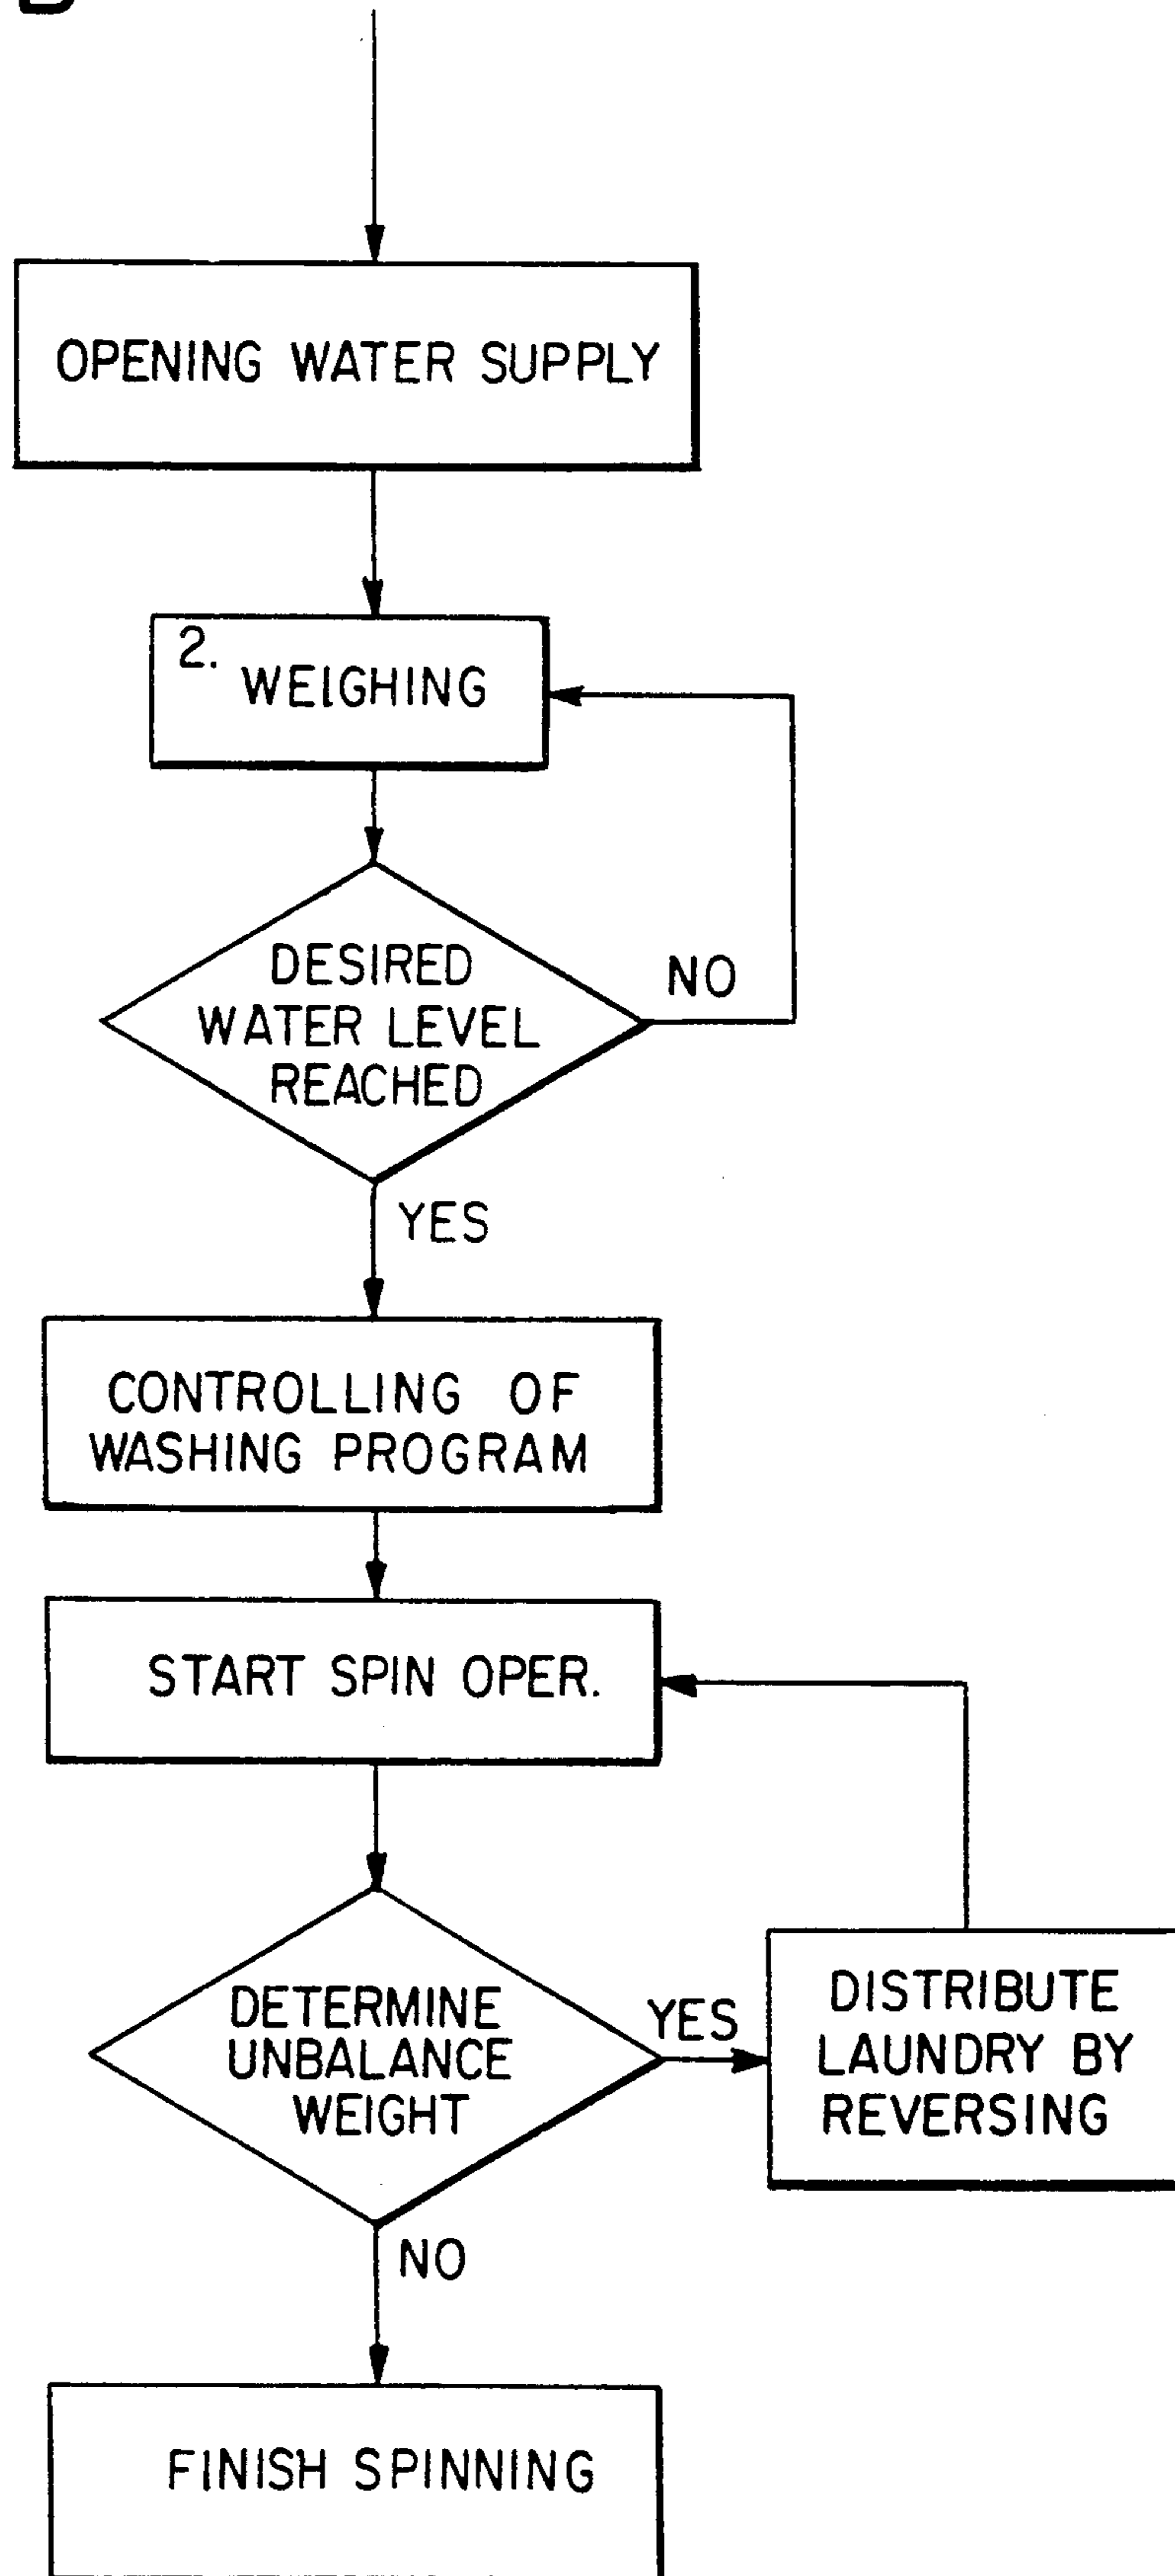 OPENING WATER SUPPLY
2.
WEIGHING
DESIRED
WATER LEVEL
REACHED
NO
YES
CONTROLLING OF
WASHING PROGRAM
START SPIN OPER.
DETERMINE
UNBALANCE
WEIGHT
YES
DISTRIBUTE
LAUNDRY BY
REVERSING
NO
FINISH SPINNING